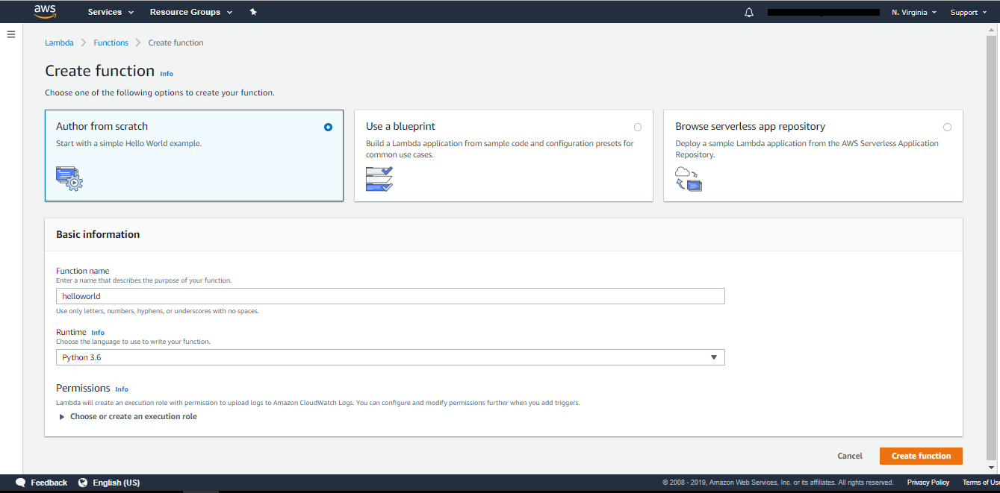 aws Services Resource Groups N. Virginia Support
Lambda Functions Create function
Create function Info
Choose one of the following options to create your function.
Author from scratch
Start with a simple Hello World example.
Use a blueprint
Build a Lambda application from sample code and configuration presets for
common use cases.
Browse serverless app repository
Deploy a sample Lambda application from the AWS Serverless Application
Repository.
Basic information
Function name
Enter a name that describes the purpose of your function.
helloworld
Use only letters, numbers, hyphens, or underscores with no spaces.
Runtime Info
Choose the language to use to write your function.
Python 3.6
Permissions Info
Lambda will create an execution role with permission to upload logs to Amazon CloudWatch Logs. You can configure and modify permissions further when you add triggers.
Choose or create an execution role
Cancel Create function
Feedback English (US) © 2008 - 2019, Amazon Web Services, Inc. or its affiliates. All rights reserved. Privacy Policy Terms of Us